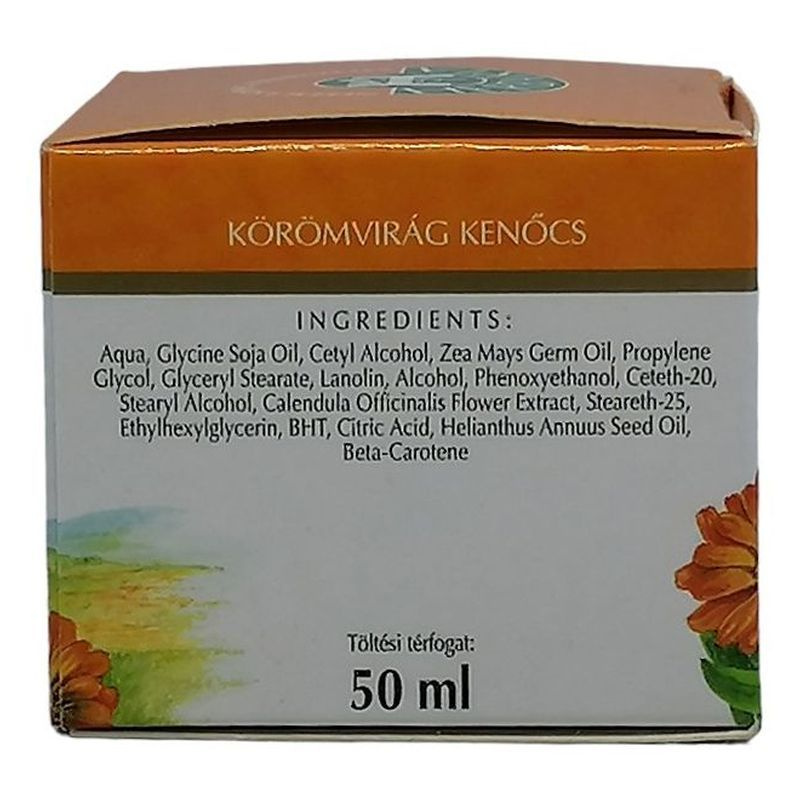 KÖRÖMVIRÁG KENŐCS
INGREDIENTS:
Aqua, Glycine Soja Oil, Cetyl Alcohol, Zea Mays Germ Oil, Propylene
Glycol, Glyceryl Stearate, Lanolin, Alcohol, Phenoxyethanol, Ceteth-20,
Stearyl Alcohol, Calendula Officinalis Flower Extract, Steareth-25,
Ethylhexylglycerin, BHT, Citric Acid, Helianthus Annuus Seed Oil,
Beta-Carotene
Töltési térfogat:
50 ml